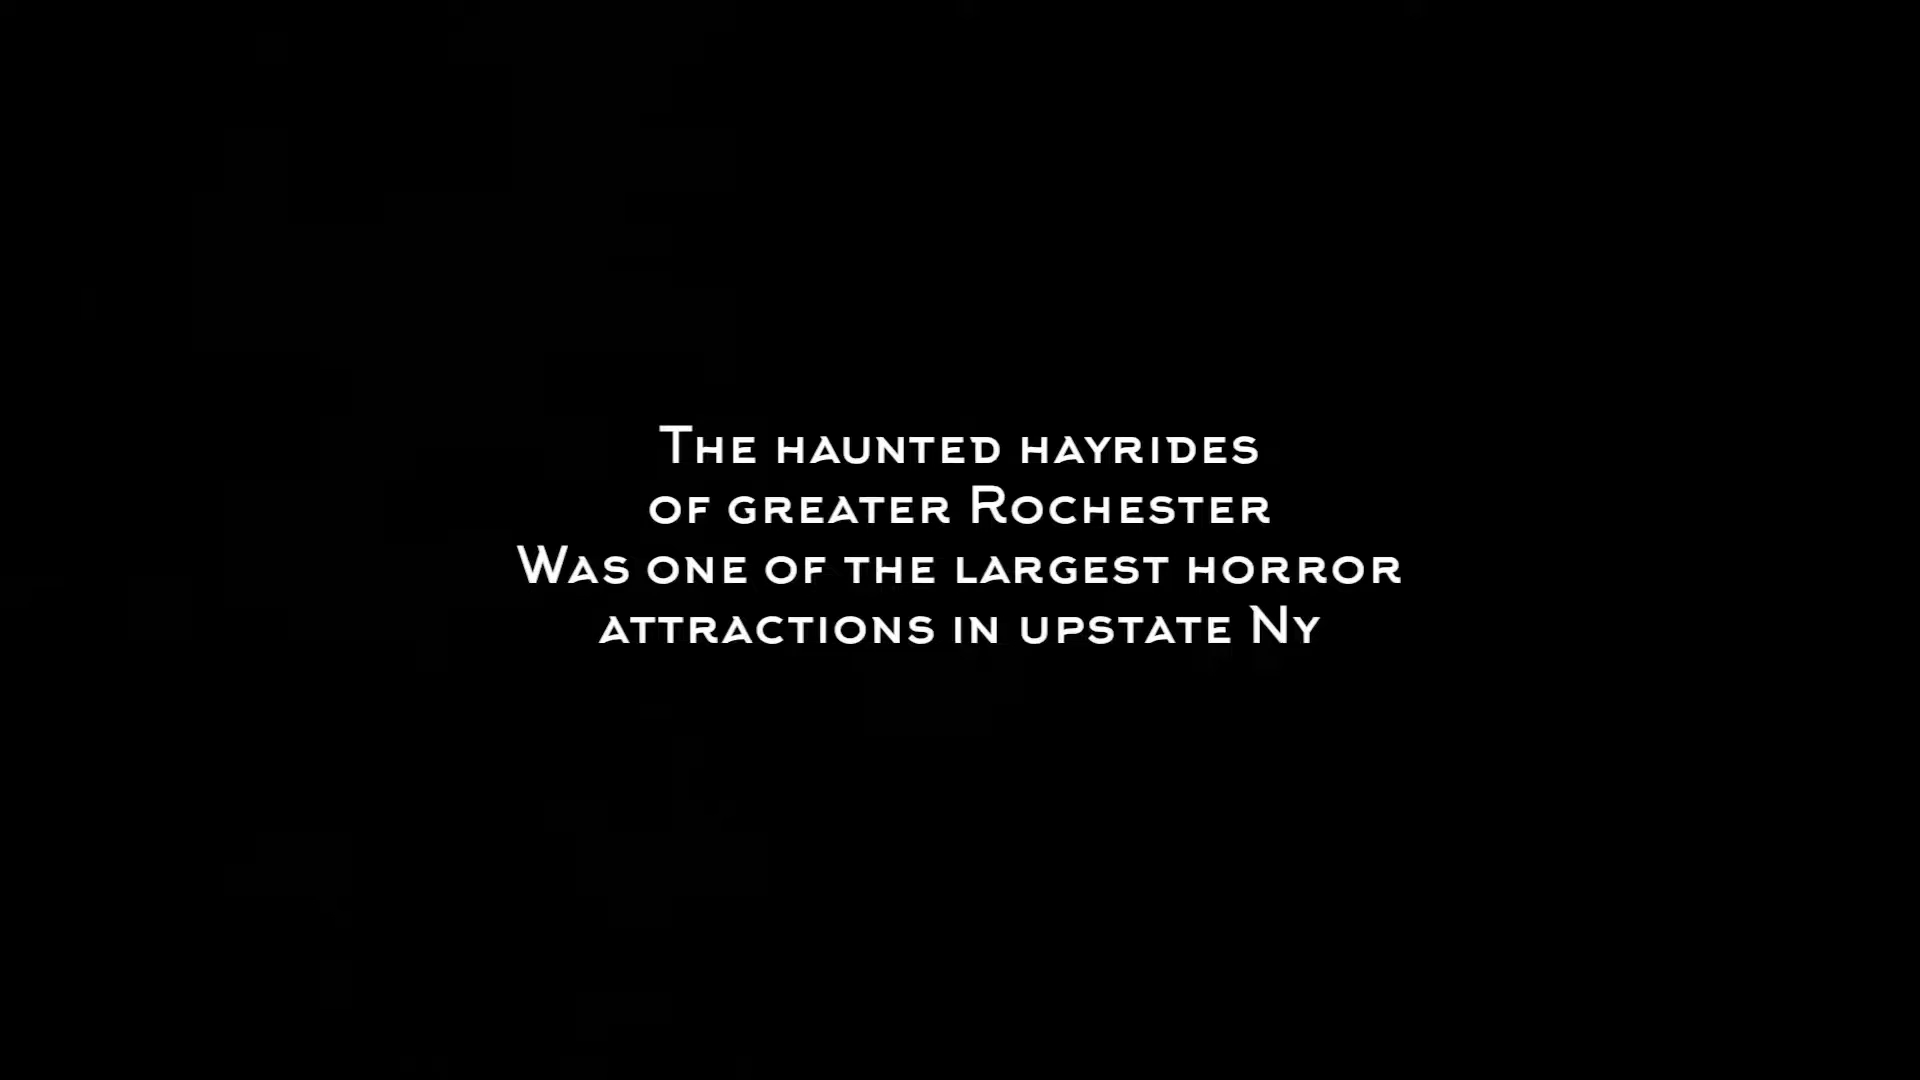 The haunted hayrides
of greater Rochester
Was one of the largest horror
attractions in upstate Ny